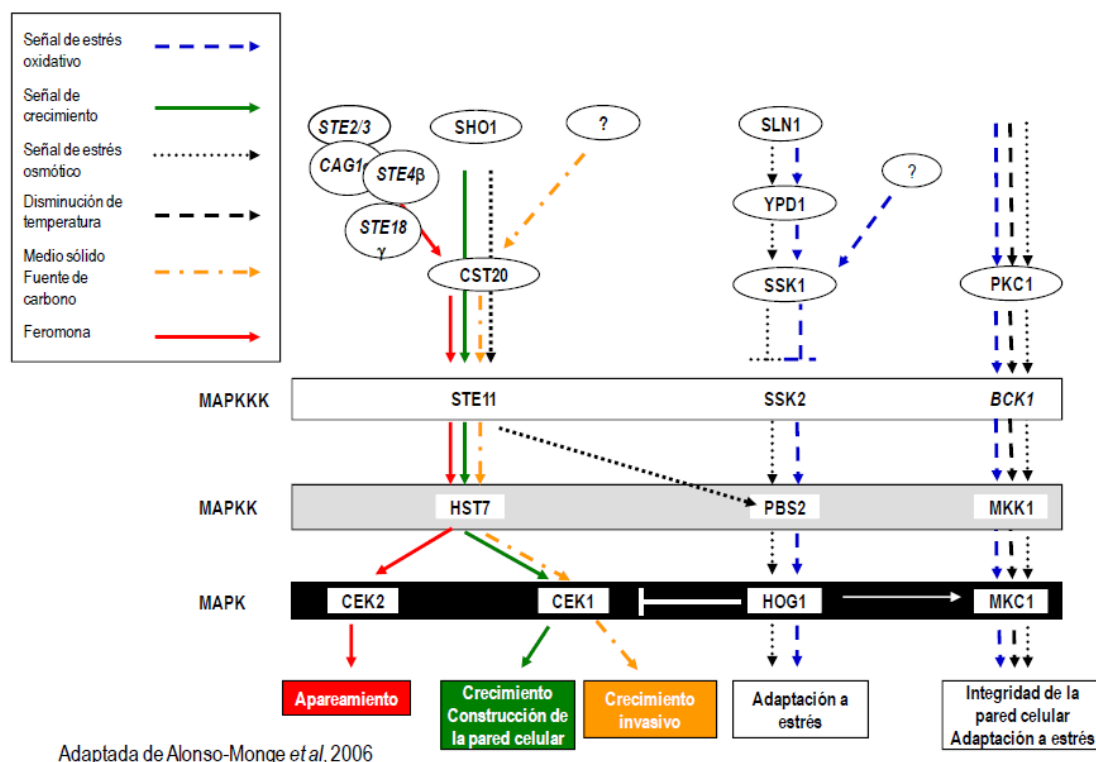 Señal de estrés
oxidativo
Señal de
crecimiento
Señal de estrés
osmótico
Disminución de
temperatura
Medio sólido
Fuente de
carbono
Feromona
STE2/3
CAG1
STE4β
STE18
γ
SHO1
?
CST20
SLN1
YPD1
SSK1
?
PKC1
MAPKKK
STE11
SSK2
BCK1
MAPKK
HST7
PBS2
MKK1
MAPK
CEK2
CEK1
HOG1
MKC1
Apareamiento
Crecimiento
Construcción de
la pared celular
Crecimiento
invasivo
Adaptación a
estrés
Integridad de la
pared celular
Adaptación a estrés
Adaptada de Alonso-Monge et al, 2006